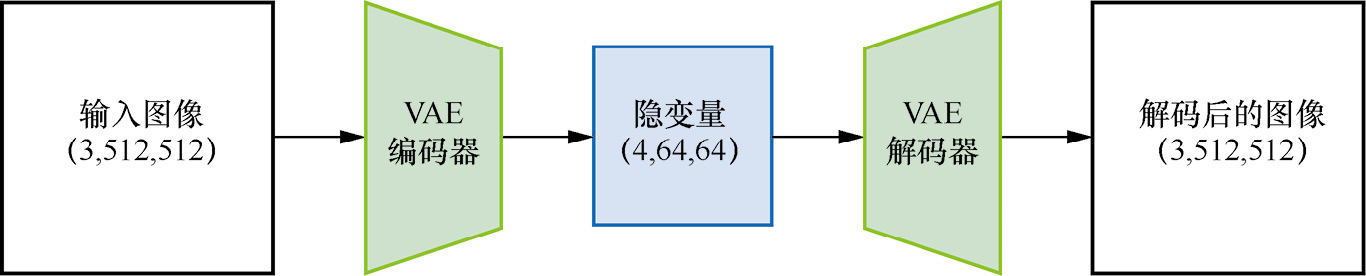 输入图像
(3,512,512)
VAE
编码器
隐变量
(4,64,64)
VAE
解码器
解码后的图像
(3,512,512)